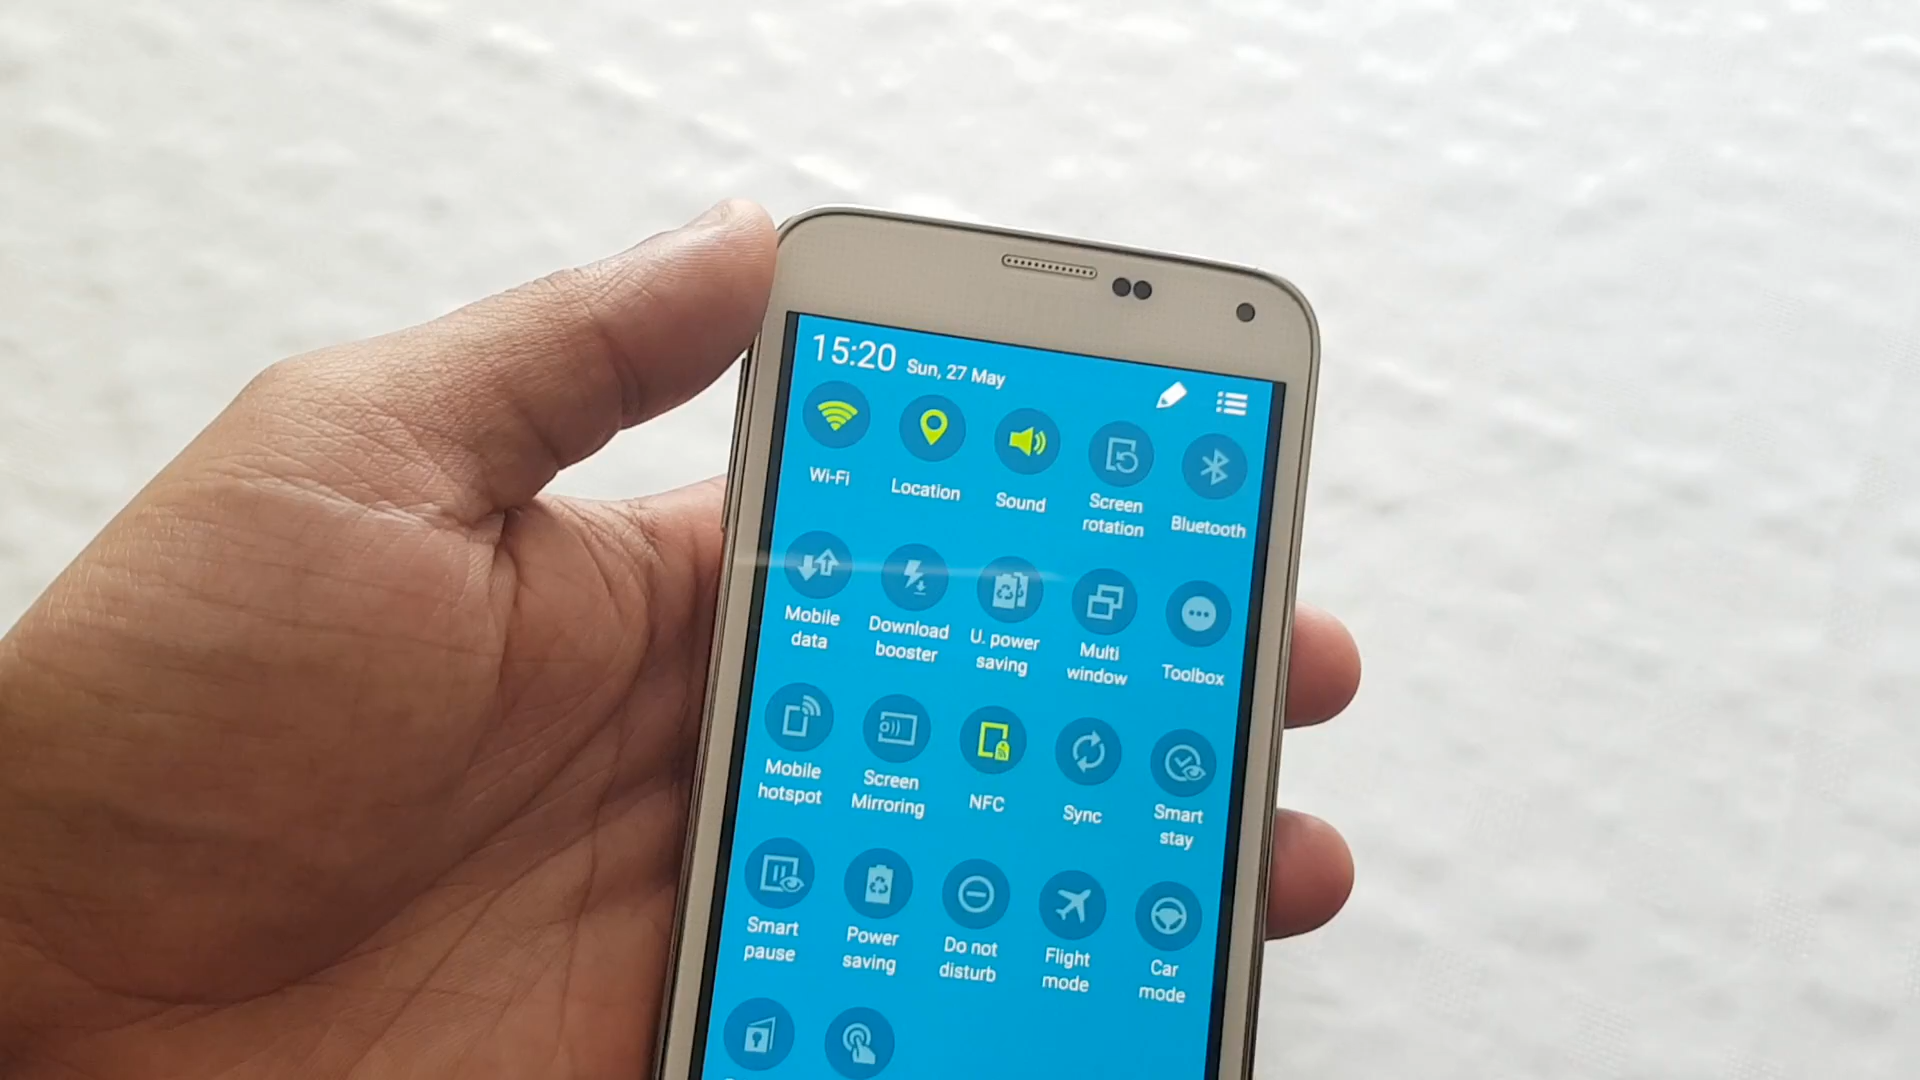 15:20 Sun, 27 May
Wi-Fi
Location
Sound
Screen
rotation
Bluetooth
Mobile
data
Download
booster
U. power
saving
Multi
window
Toolbox
Mobile
hotspot
Screen
Mirroring
NFC
Sync
Smart
stay
Smart
pause
Power
saving
Do not
disturb
Flight
mode
Car
mode